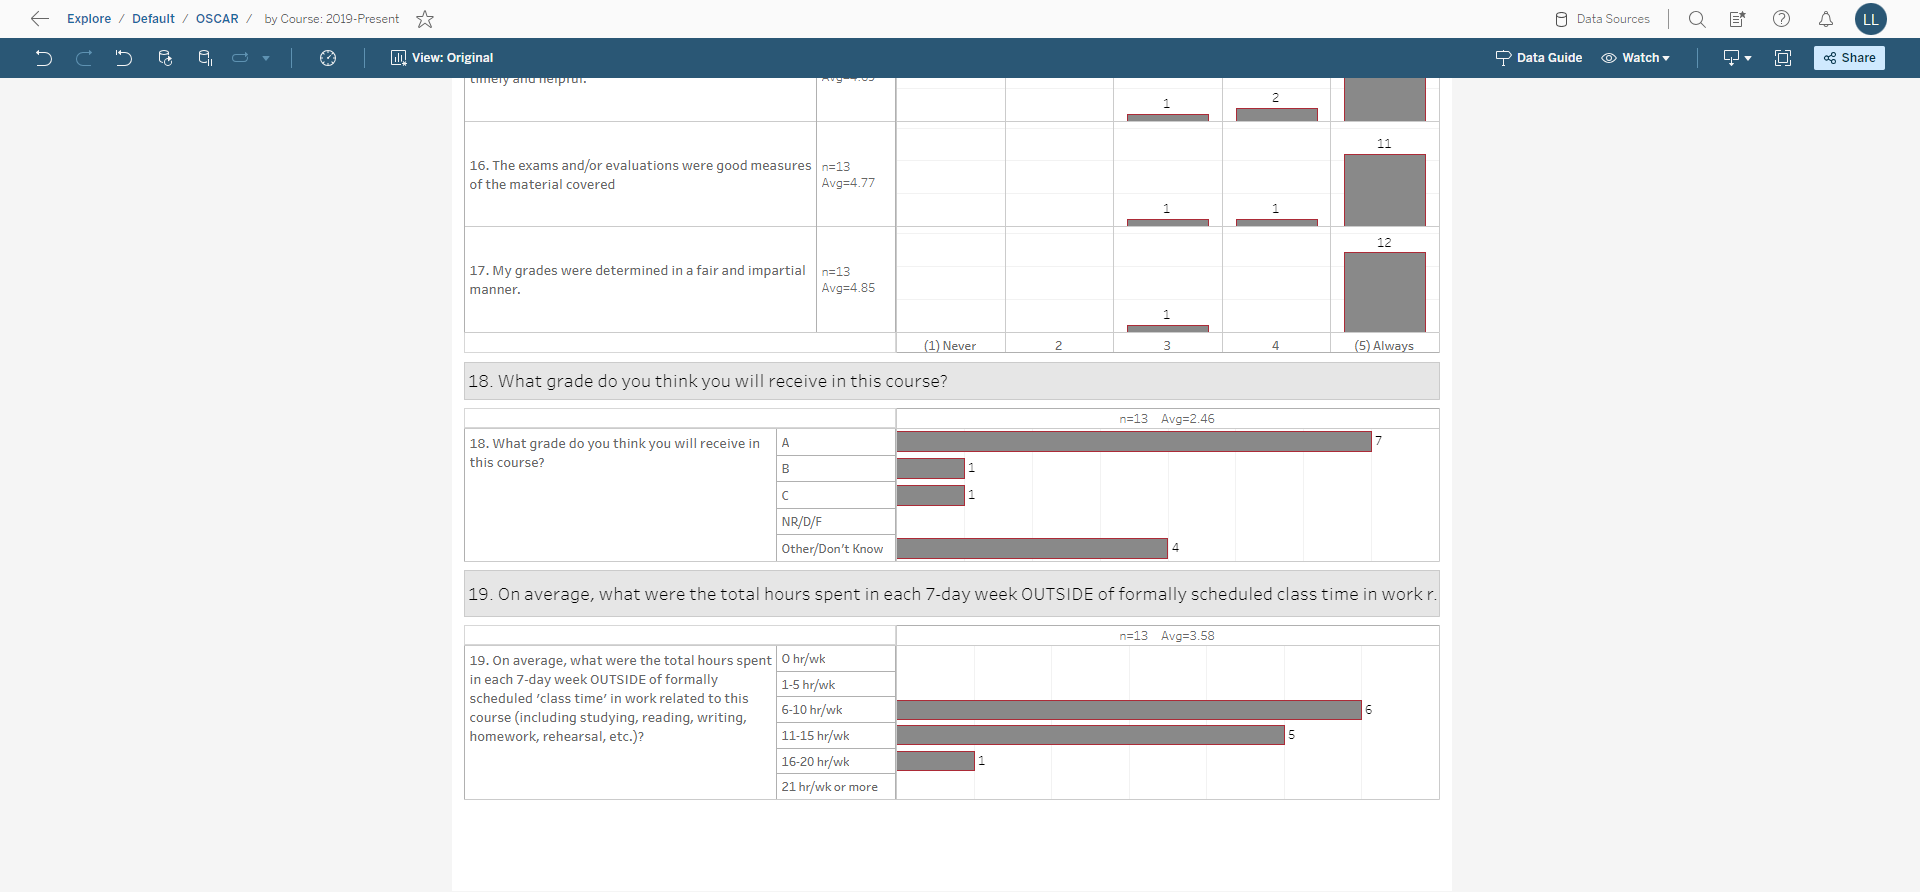 Explore / Default / OSCAR / by Course: 2019-Present
Data Sources
LL
View: Original
Data Guide
Watch
Share
timely and helpful.
1
2
16. The exams and/or evaluations were good measures
of the material covered
n=13
Avg=4.77
1
1
11
17. My grades were determined in a fair and impartial
manner.
n=13
Avg=4.85
1
12
(1) Never
2
3
4
(5) Always
18. What grade do you think you will receive in this course?
n=13 Avg=2.46
18. What grade do you think you will receive in
this course?
A
7
B
1
C
1
NR/D/F
Other/Don't Know
4
19. On average, what were the total hours spent in each 7-day week OUTSIDE of formally scheduled class time in work r.
n=13 Avg=3.58
19. On average, what were the total hours spent
in each 7-day week OUTSIDE of formally
scheduled ‘class time’ in work related to this
course (including studying, reading, writing,
homework, rehearsal, etc.)?
0 hr/wk
1-5 hr/wk
6-10 hr/wk
6
11-15 hr/wk
5
16-20 hr/wk
1
21 hr/wk or more